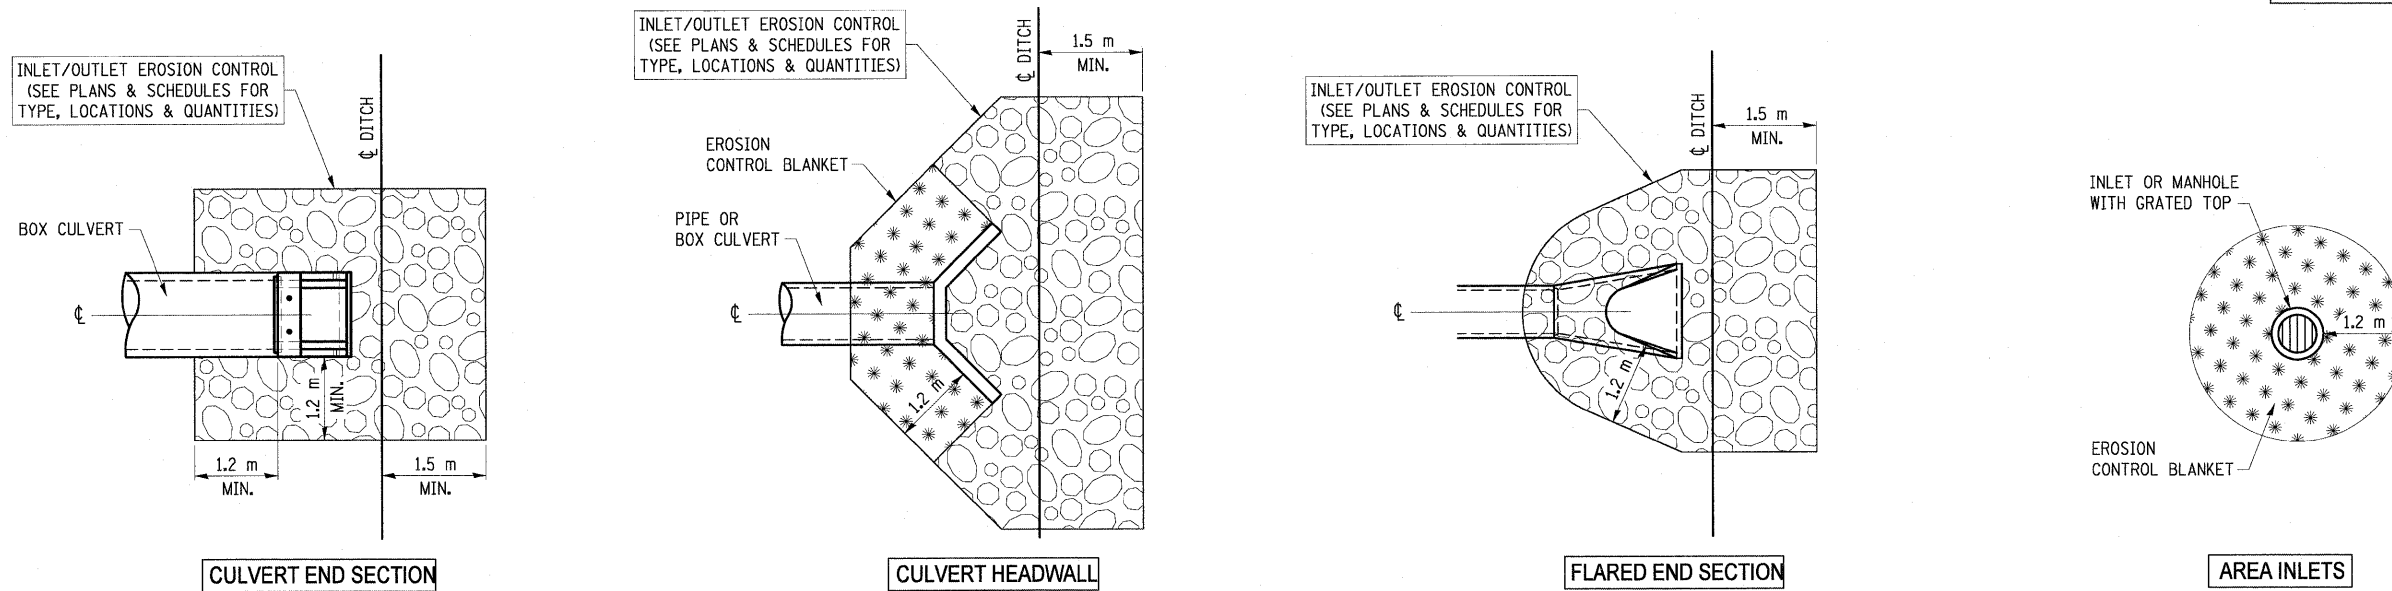 INLET/OUTLET EROSION CONTROL
(SEE PLANS & SCHEDULES FOR
TYPE, LOCATIONS & QUANTITIES)
℄ DITCH
BOX CULVERT
℄
1.2 m
MIN.
1.2 m
MIN.
1.5 m
MIN.
CULVERT END SECTION
INLET/OUTLET EROSION CONTROL
(SEE PLANS & SCHEDULES FOR
TYPE, LOCATIONS & QUANTITIES)
℄ DITCH
1.5 m
MIN.
EROSION
CONTROL BLANKET
PIPE OR
BOX CULVERT
℄
1.2 m
CULVERT HEADWALL
INLET/OUTLET EROSION CONTROL
(SEE PLANS & SCHEDULES FOR
TYPE, LOCATIONS & QUANTITIES)
℄ DITCH
1.5 m
MIN.
℄
1.2 m
FLARED END SECTION
INLET OR MANHOLE
WITH GRATED TOP
1.2 m
EROSION
CONTROL BLANKET
AREA INLETS